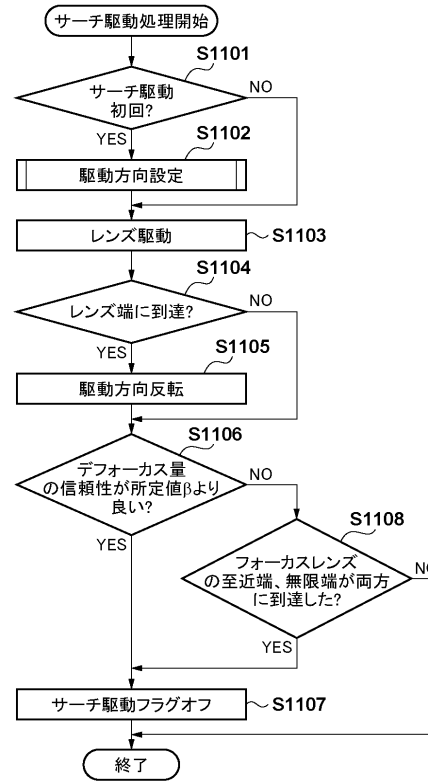 サーチ駆動処理開始
S1101
サーチ駆動
初回?
NO
YES
S1102
駆動方向設定
レンズ駆動
S1103
S1104
レンズ端に到達?
NO
YES
S1105
駆動方向反転
S1106
デフォーカス量
の信頼性が所定値βより
良い?
NO
YES
S1108
フォーカスレンズ
の至近端、無限端が両方
に到達した?
NO
YES
サーチ駆動フラグオフ
S1107
終了